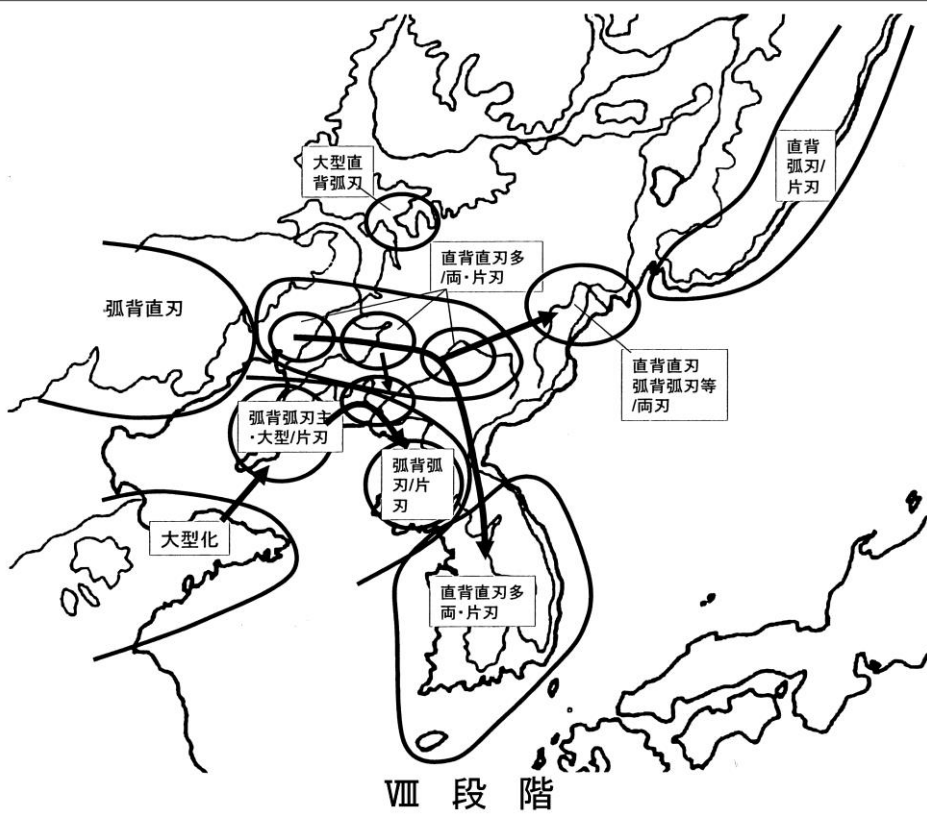 大型直
背弧刃
直背
弧刃/
片刃
直背直刃多
/両・片刃
弧背直刃
直背直刃
弧背弧刃等
/両刃
弧背弧刃主
・大型/片刃
弧背弧
刃/片
刃
大型化
直背直刃多
両・片刃
Ⅷ 段 階